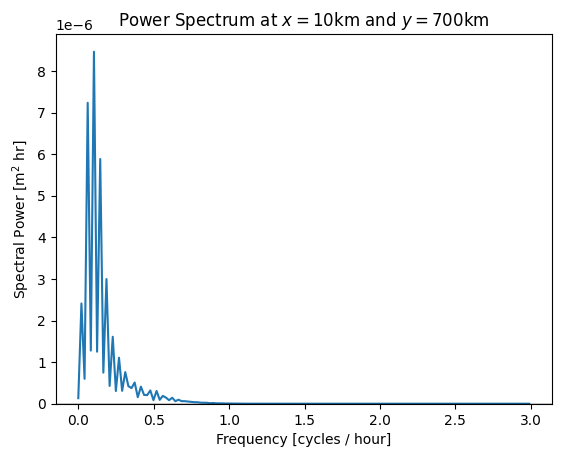 Power Spectrum at x = 10km and y = 700km
1e−6
8
7
6
5
4
3
2
1
0
Spectral Power [m² hr]
0.0 0.5 1.0 1.5 2.0 2.5 3.0
Frequency [cycles / hour]